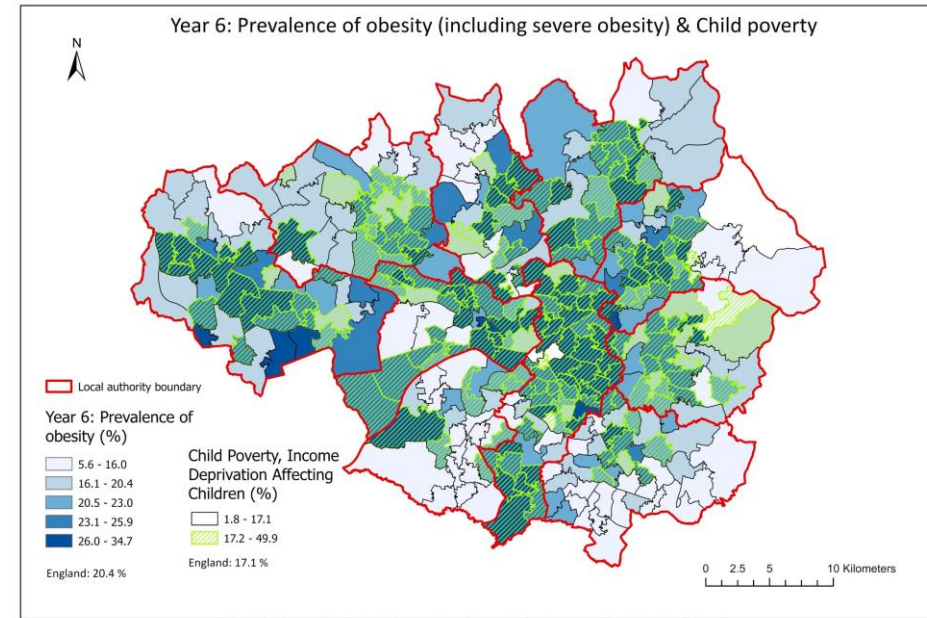 Year 6: Prevalence of obesity (including severe obesity) & Child poverty
N
Local authority boundary
Year 6: Prevalence of
obesity (%)
5.6 - 16.0
16.1 - 20.4
20.5 - 23.0
23.1 - 25.9
26.0 - 34.7
England: 20.4 %
Child Poverty, Income
Deprivation Affecting
Children (%)
1.8 - 17.1
17.2 - 49.9
England: 17.1 %
0 2.5 5 10 Kilometers